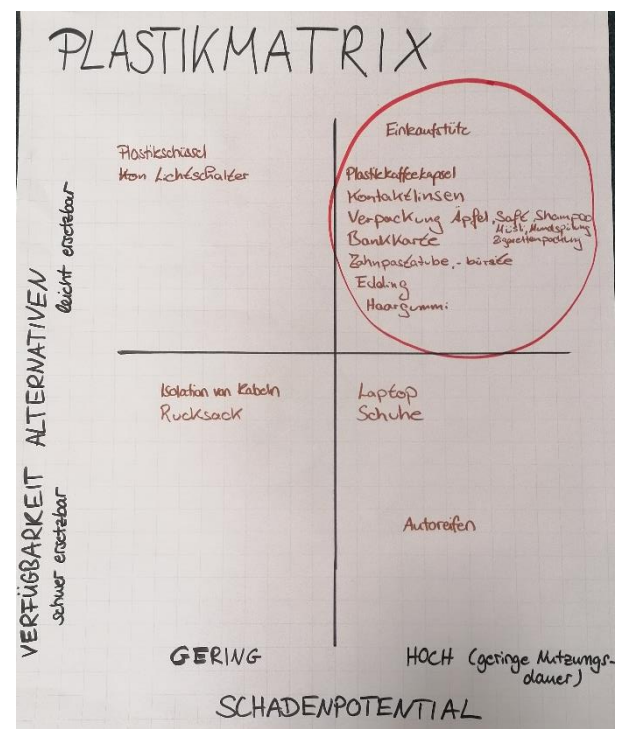 PLASTIKMATRIX
Einkaufstüte
Plastikschüssel
Von Lichtschalter
Plastikkaffeekapsel
Kontaktlinsen
Verpackung Äpfel, Saft, Shampoo
Müsli, Mundspülung
Zigarettenpackung
Bankkarte
Zahnpastatube, -bürste
Edding
Haargummi
leicht ersetzbar
VERFÜGBARKEIT ALTERNATIVEN
schwer ersetzbar
Isolation von Kabeln
Rucksack
Laptop
Schuhe
Autoreifen
GERING
HOCH (geringe Nutzungs-
dauer)
SCHADENPOTENTIAL